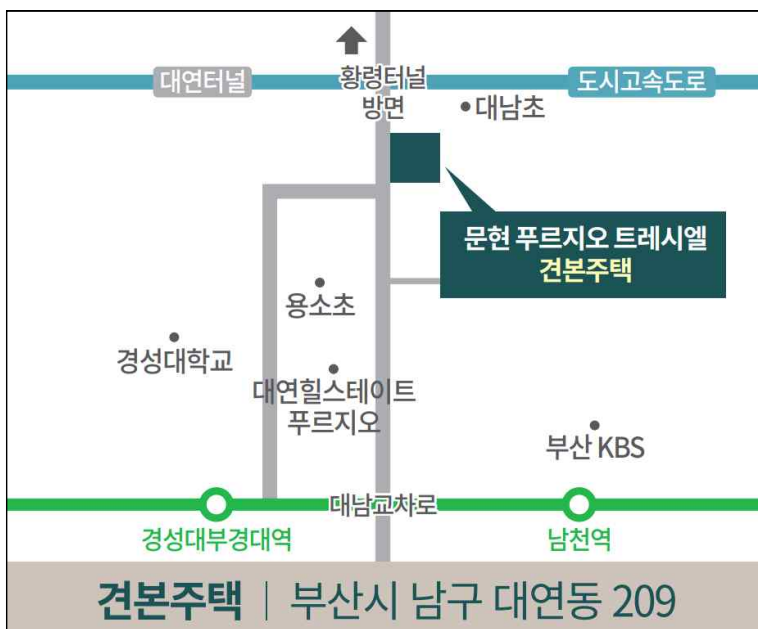 대연터널
황령터널
방면
도시고속도로
대남초
문현 푸르지오 트레시엘
견본주택
용소초
경성대학교
대연힐스테이트
푸르지오
부산 KBS
대남교차로
경성대부경대역
남천역
견본주택 | 부산시 남구 대연동 209